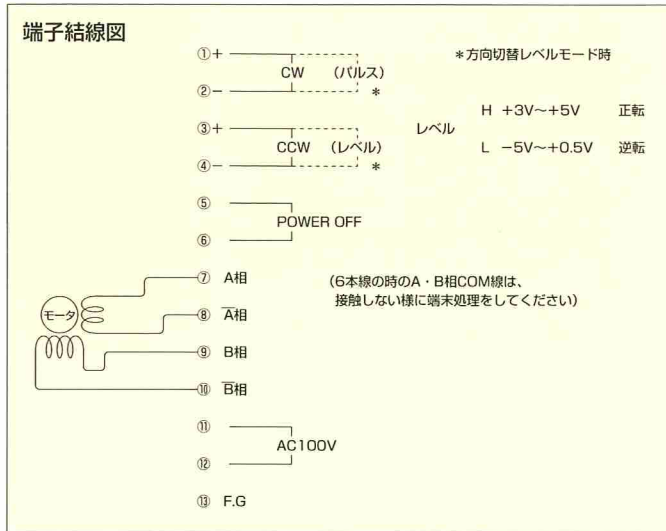 端子結線図
①+
CW (パルス)
②− *
*方向切替レベルモード時
③+
CCW (レベル)
④− *
レベル
H +3V〜+5V 正転
L −5V〜+0.5V 逆転
⑤
POWER OFF
⑥
⑦ A相
⑧ A̅相
⑨ B相
⑩ B̅相
モータ
(6本線の時のA・B相COM線は、
接触しない様に端末処理をしてください)
⑪
AC100V
⑫
⑬ F.G